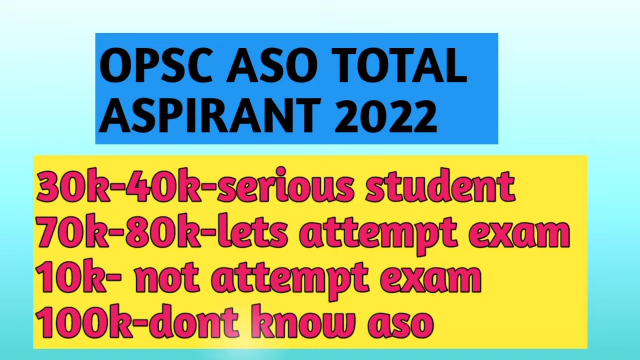 OPSC ASO TOTAL
ASPIRANT 2022
30k-40k-serious student
70k-80k-lets attempt exam
10k- not attempt exam
100k-dont know aso